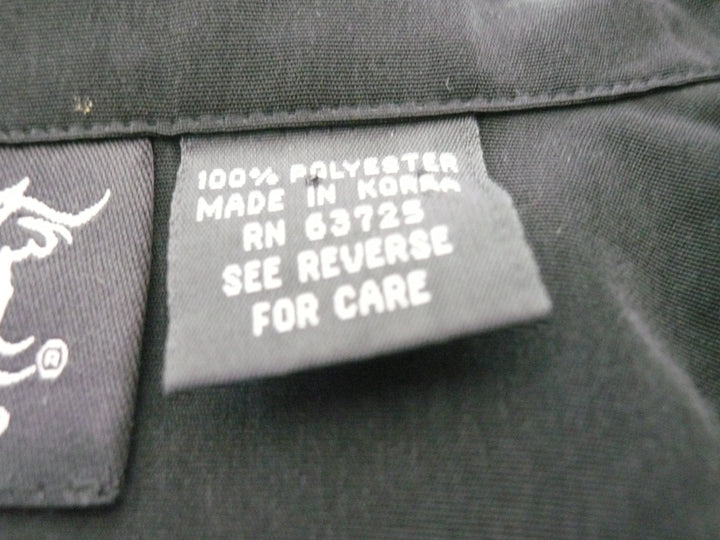 100% POLYESTER
MADE IN KOREA
RN 63725
SEE REVERSE
FOR CARE
®